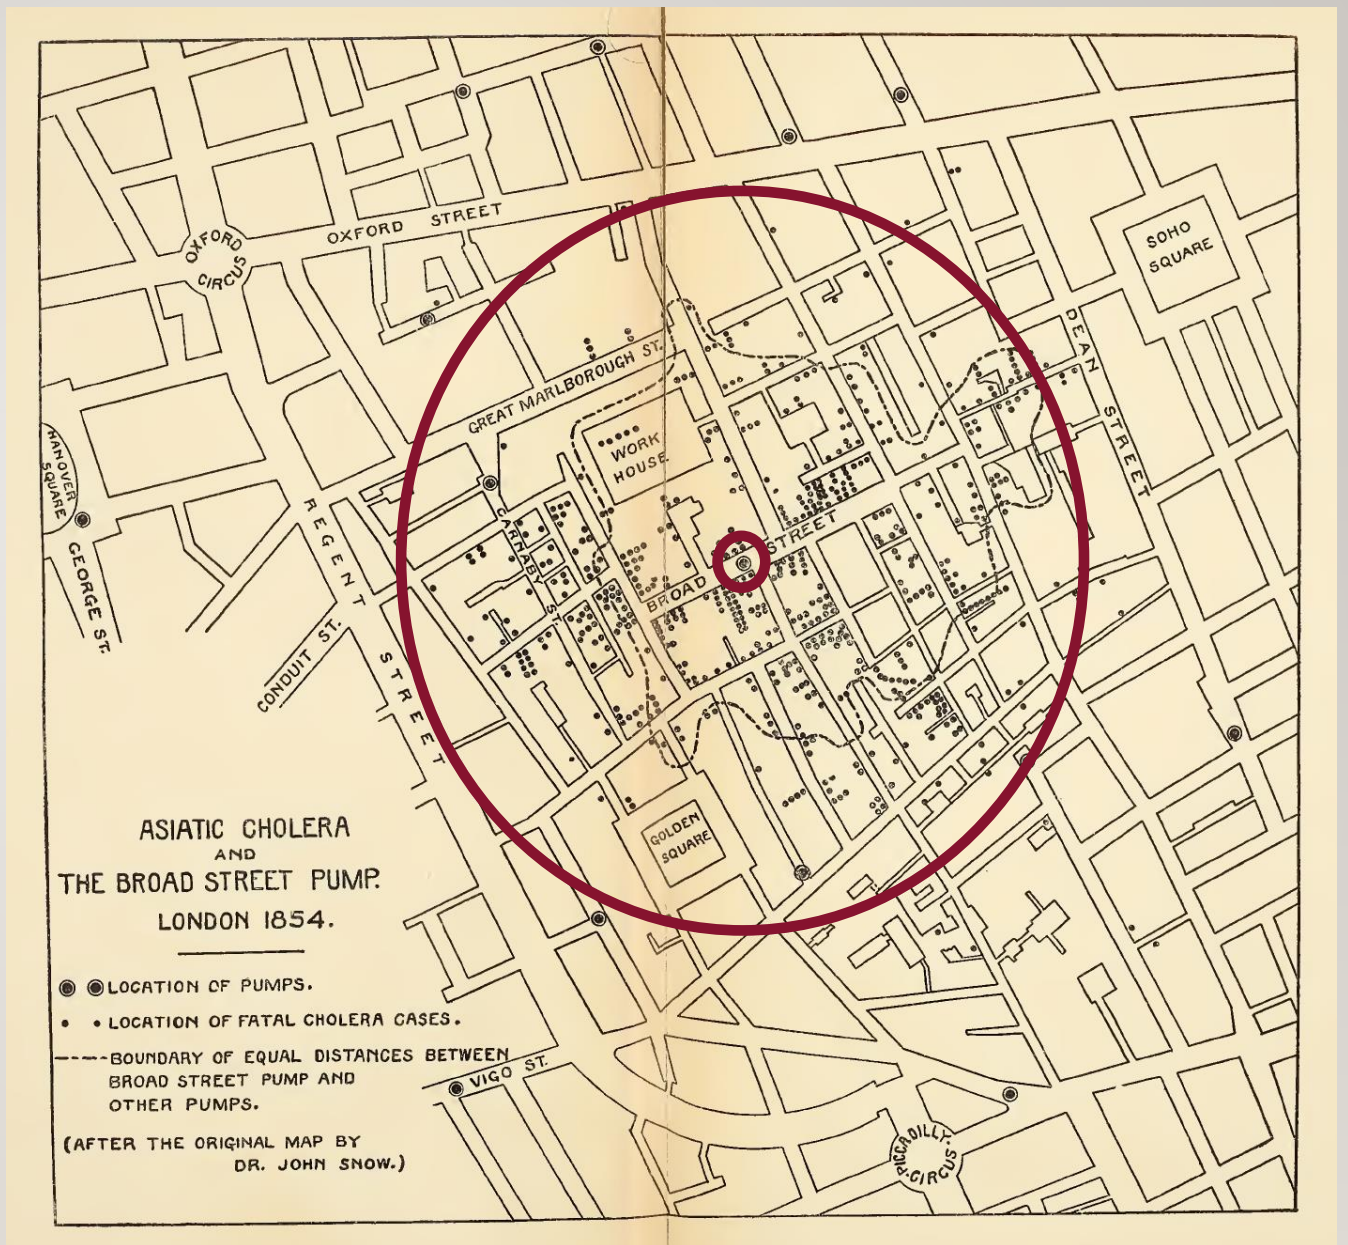 OXFORD STREET
OXFORD
CIRCUS
SOHO
SQUARE
DEAN STREET
GREAT MARLBOROUGH ST.
WORK
HOUSE
HANOVER
SQUARE
GEORGE ST.
REGENT STREET
CARNABY ST.
BROAD STREET
CONDUIT ST.
GOLDEN
SQUARE
ASIATIC CHOLERA
AND
THE BROAD STREET PUMP.
LONDON 1854.
LOCATION OF PUMPS.
LOCATION OF FATAL CHOLERA CASES.
BOUNDARY OF EQUAL DISTANCES BETWEEN
BROAD STREET PUMP AND
OTHER PUMPS.
(AFTER THE ORIGINAL MAP BY
DR. JOHN SNOW.)
VIGO ST.
PICCADILLY
CIRCUS